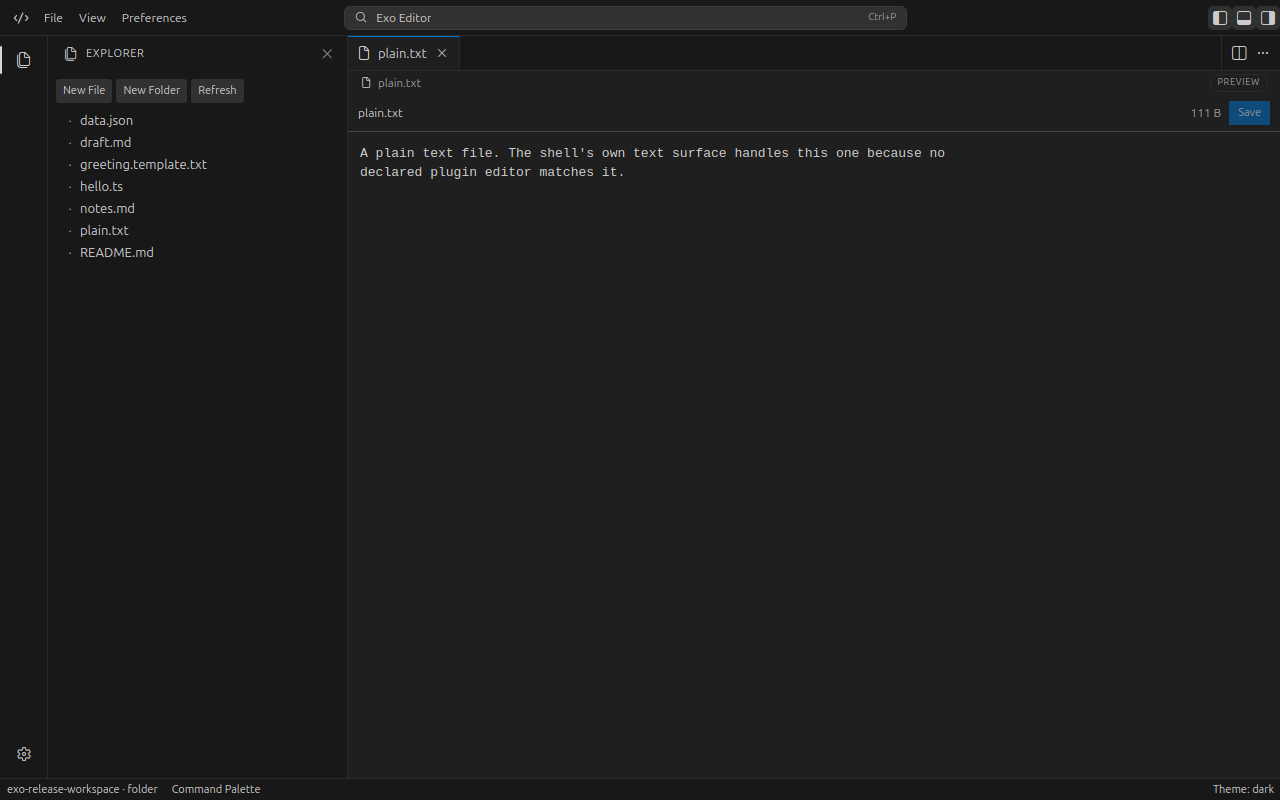 File View Preferences Exo Editor Ctrl+P
EXPLORER
plain.txt
plain.txt PREVIEW
New File New Folder Refresh
plain.txt 111 B Save
data.json
draft.md
greeting.template.txt
hello.ts
notes.md
plain.txt
README.md
A plain text file. The shell's own text surface handles this one because no
declared plugin editor matches it.
exo-release-workspace · folder Command Palette Theme: dark